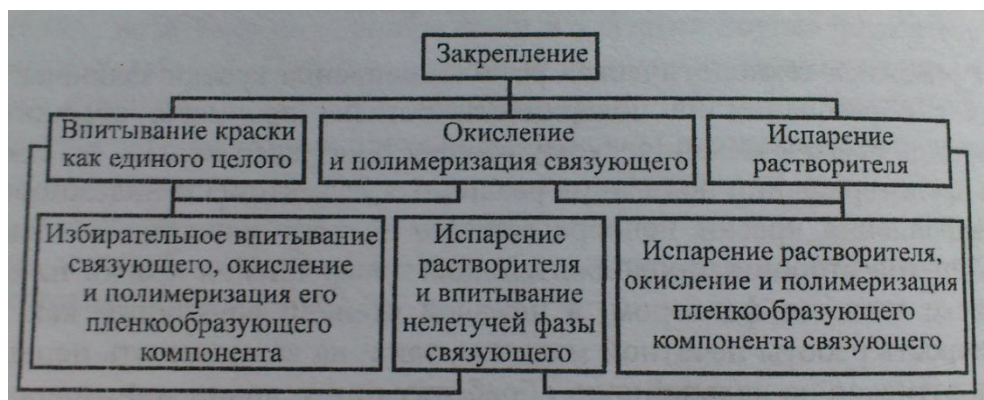 Закрепление
Впитывание краски
как единого целого
Окисление
и полимеризация связующего
Испарение
растворителя
Избирательное впитывание
связующего, окисление
и полимеризация его
пленкообразующего
компонента
Испарение
растворителя
и впитывание
нелетучей фазы
связующего
Испарение растворителя,
окисление и полимеризация
пленкообразующего
компонента связующего